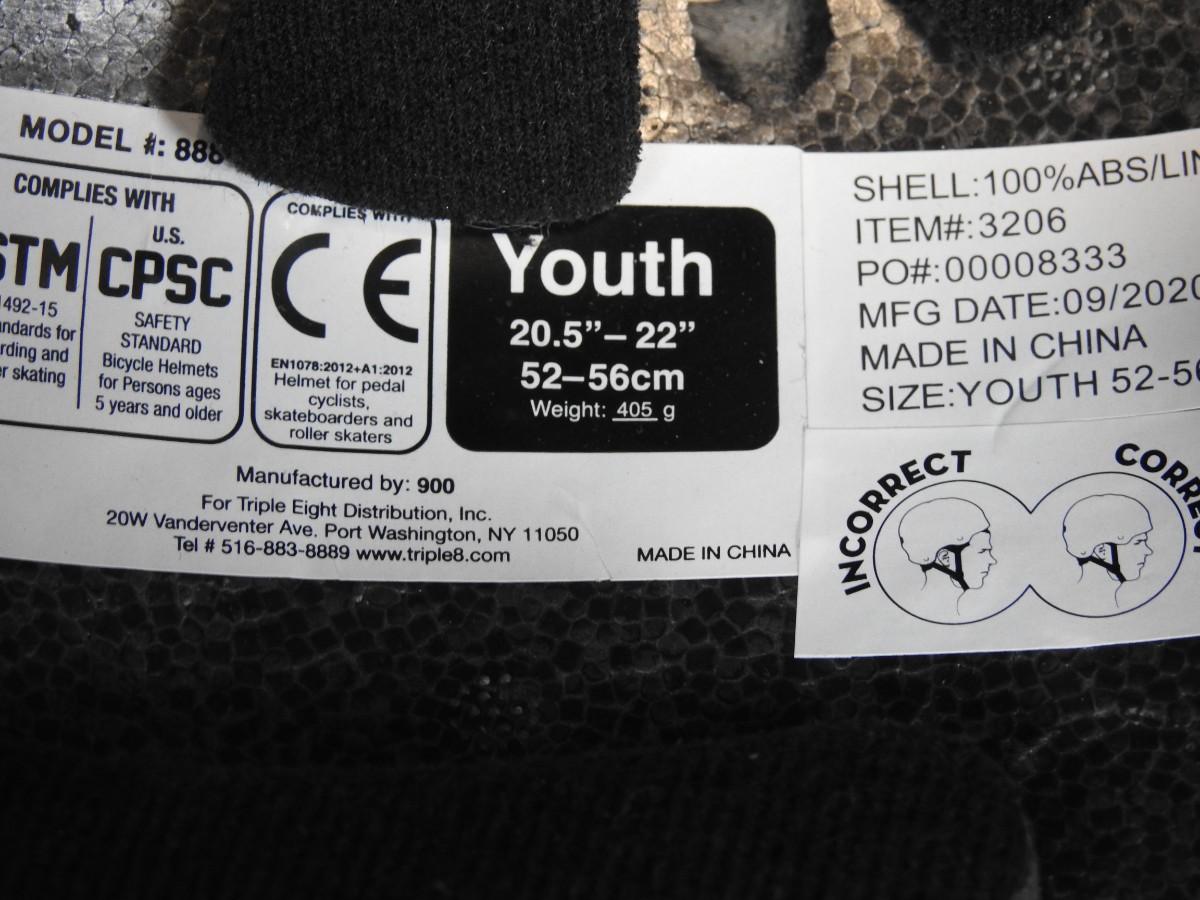 MODEL #: 888
COMPLIES WITH
STM
1492-15
ndards for
rding and
er skating
U.S.
CPSC
SAFETY
STANDARD
Bicycle Helmets
for Persons ages
5 years and older
COMPLIES WITH
CE
EN1078:2012+A1:2012
Helmet for pedal
cyclists,
skateboarders and
roller skaters
Youth
20.5”–22”
52–56cm
Weight: 405 g
Manufactured by: 900
For Triple Eight Distribution, Inc.
20W Vanderventer Ave. Port Washington, NY 11050
Tel # 516-883-8889 www.triple8.com
MADE IN CHINA
SHELL:100%ABS/LIN
ITEM#:3206
PO#:00008333
MFG DATE:09/2020
MADE IN CHINA
SIZE:YOUTH 52-56
INCORRECT
CORRECT